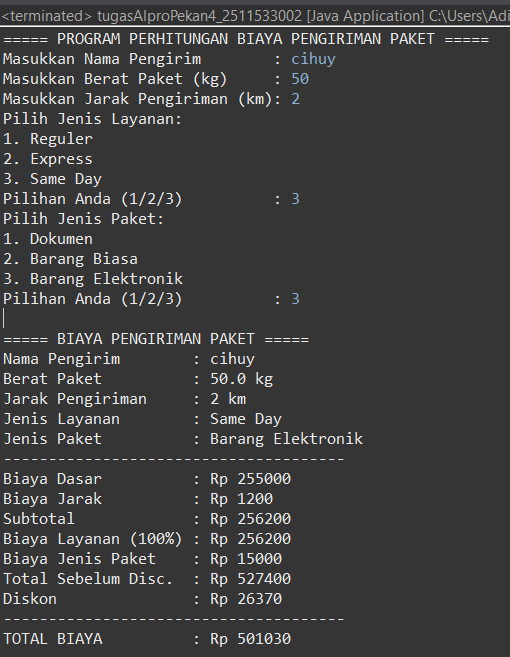 <terminated> tugasAlproPekan4_2511533002 [Java Application] C:\Users\Adi
===== PROGRAM PERHITUNGAN BIAYA PENGIRIMAN PAKET =====
Masukkan Nama Pengirim        : cihuy
Masukkan Berat Paket (kg)     : 50
Masukkan Jarak Pengiriman (km): 2
Pilih Jenis Layanan:
1. Reguler
2. Express
3. Same Day
Pilihan Anda (1/2/3)          : 3
Pilih Jenis Paket:
1. Dokumen
2. Barang Biasa
3. Barang Elektronik
Pilihan Anda (1/2/3)          : 3
===== BIAYA PENGIRIMAN PAKET =====
Nama Pengirim        : cihuy
Berat Paket          : 50.0 kg
Jarak Pengiriman     : 2 km
Jenis Layanan        : Same Day
Jenis Paket          : Barang Elektronik
--------------------------------------
Biaya Dasar          : Rp 255000
Biaya Jarak          : Rp 1200
Subtotal             : Rp 256200
Biaya Layanan (100%) : Rp 256200
Biaya Jenis Paket    : Rp 15000
Total Sebelum Disc.  : Rp 527400
Diskon               : Rp 26370
--------------------------------------
TOTAL BIAYA          : Rp 501030